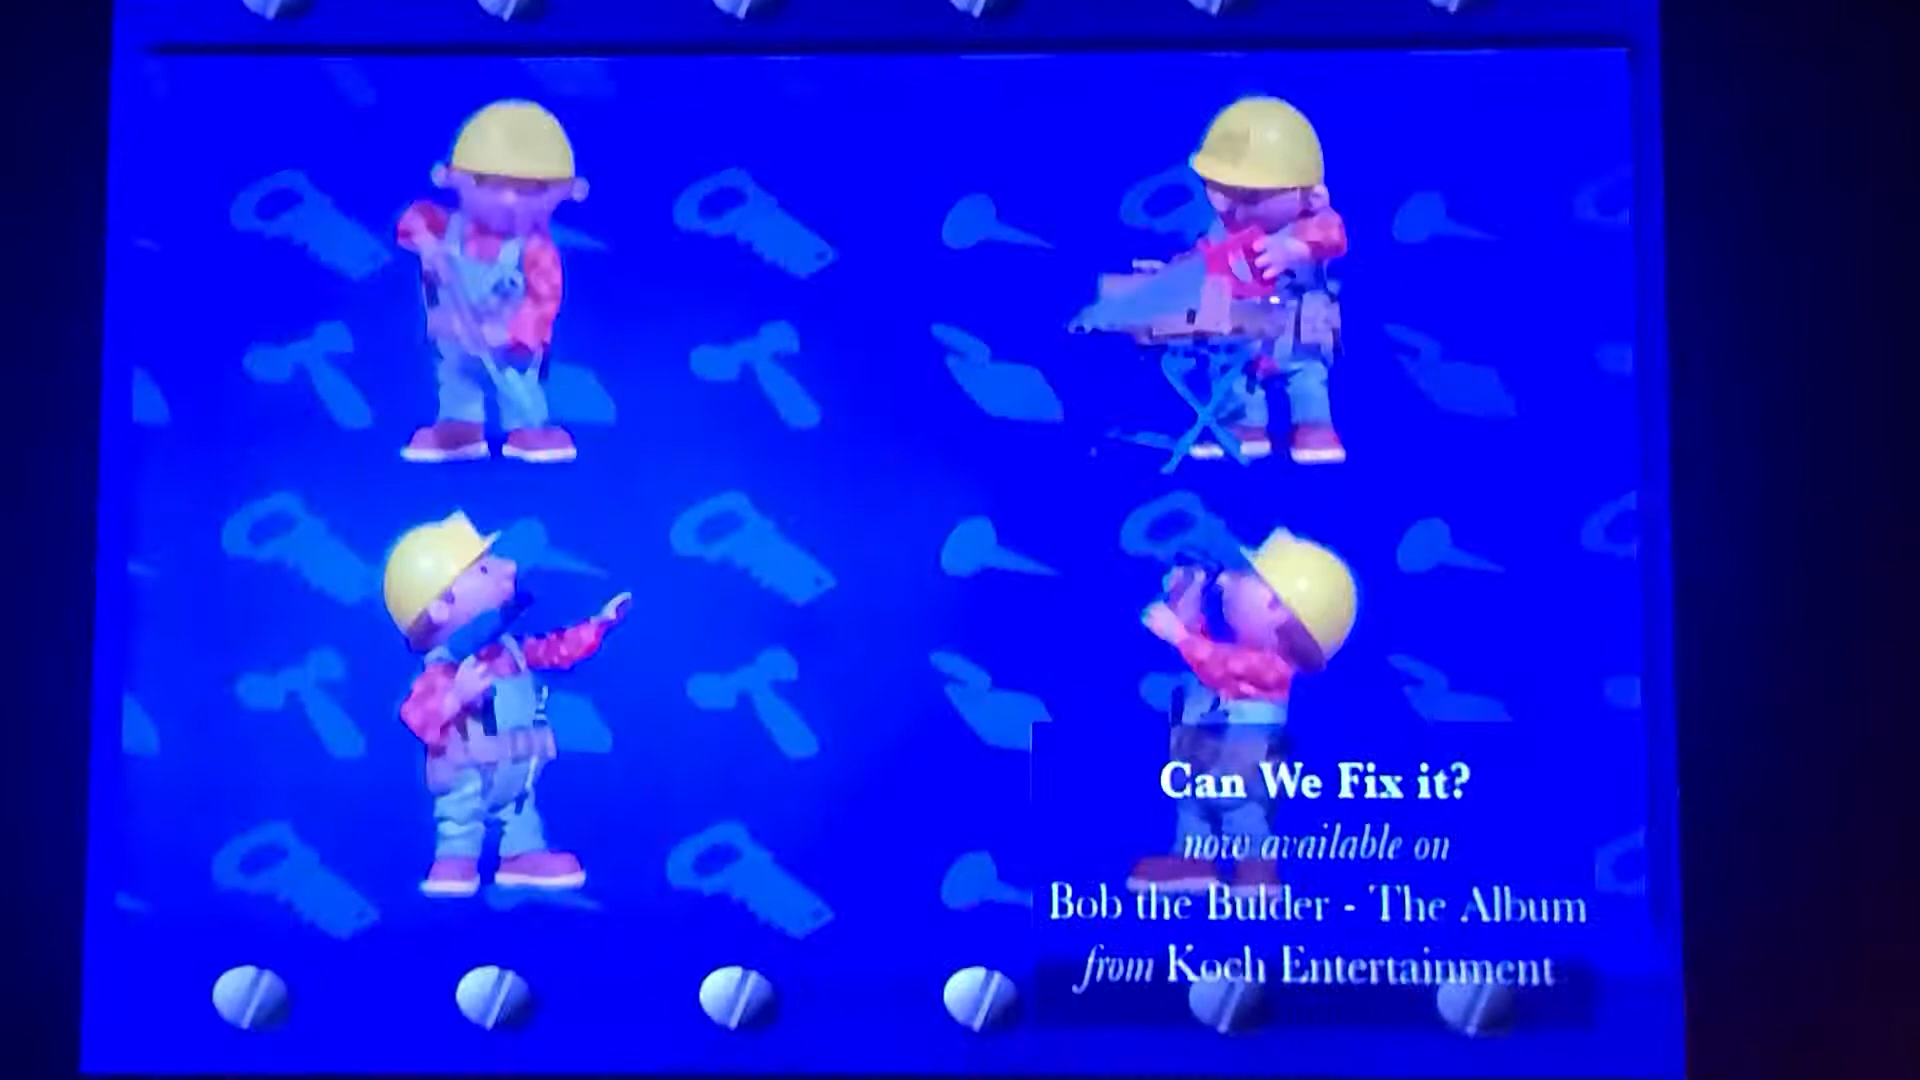 Can We Fix it?
now available on
Bob the Bulder - The Album
from Koch Entertainment